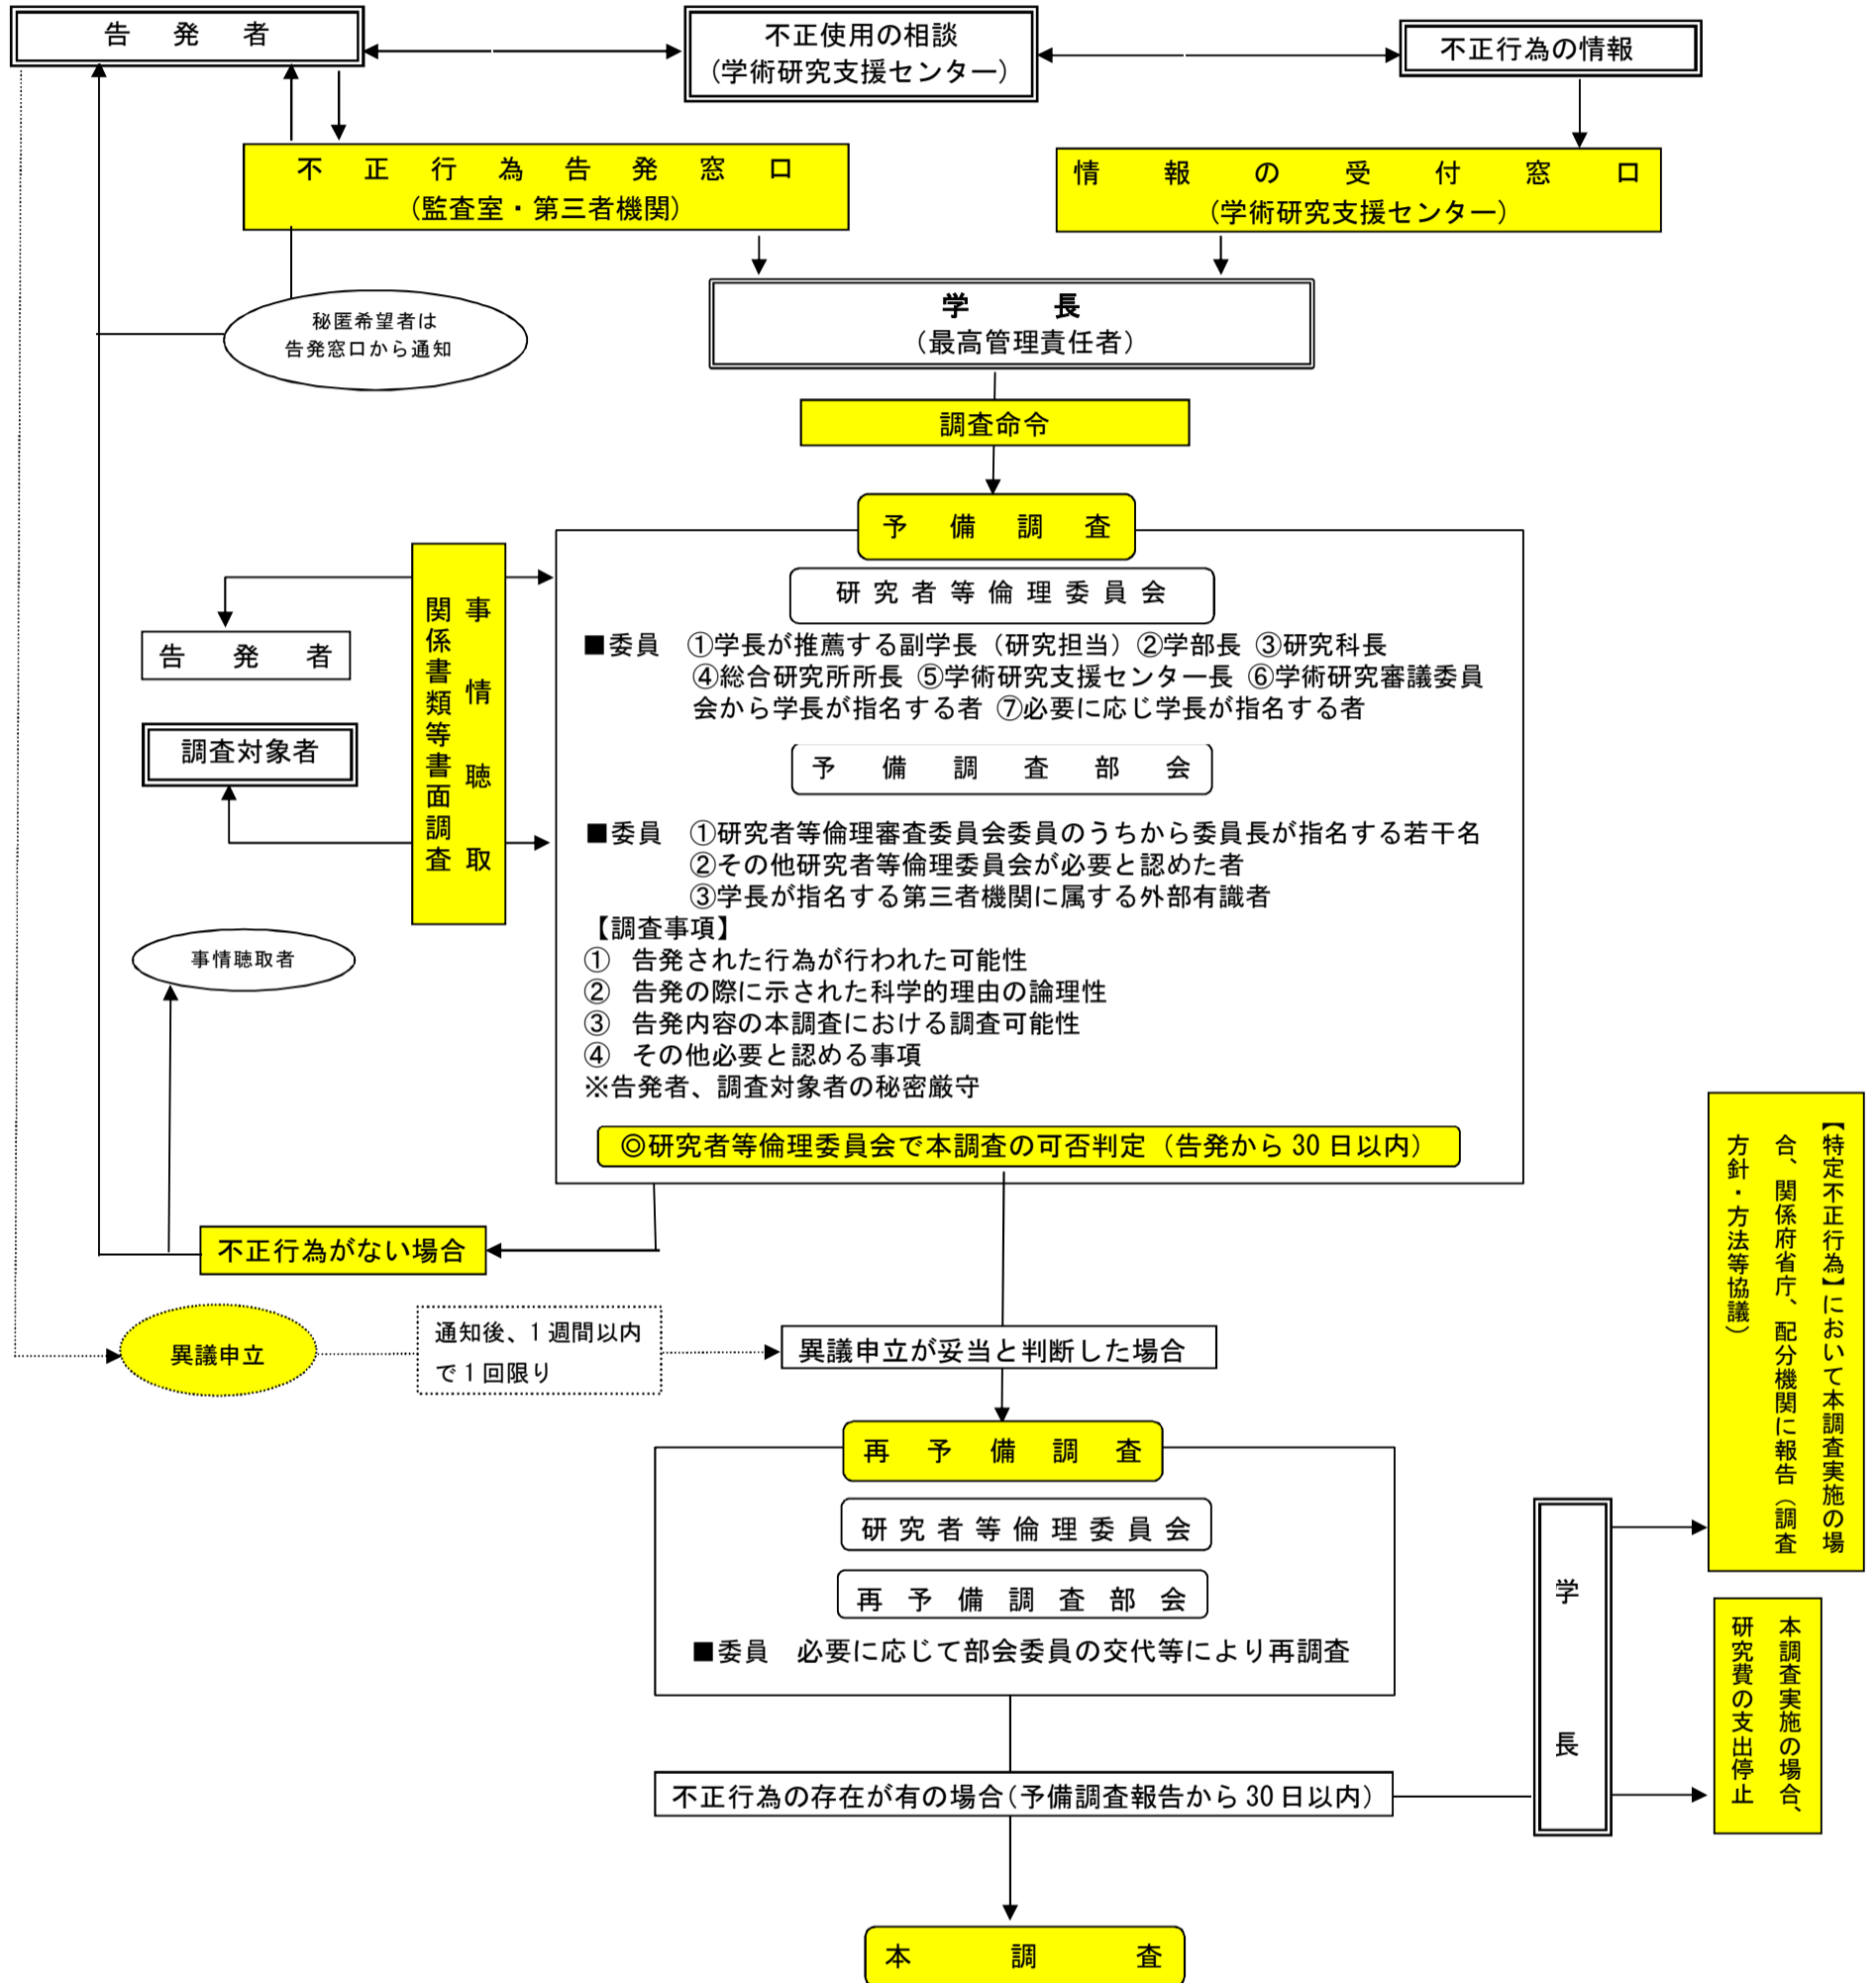 告　発　者
不正使用の相談
（学術研究支援センター）
不正行為の情報
不　正　行　為　告　発　窓　口
（監査室・第三者機関）
情　報　の　受　付　窓　口
（学術研究支援センター）
秘匿希望者は
告発窓口から通知
学　　長
（最高管理責任者）
調査命令
予　備　調　査
研究者等倫理委員会
■委員　①学長が推薦する副学長（研究担当）②学部長 ③研究科長
④総合研究所所長 ⑤学術研究支援センター長 ⑥学術研究審議委員
会から学長が指名する者 ⑦必要に応じ学長が指名する者
事情聴取
関係書類等書面調査
告　発　者
調査対象者
予　備　調　査　部　会
■委員　①研究者等倫理審査委員会委員のうちから委員長が指名する若干名
②その他研究者等倫理委員会が必要と認めた者
③学長が指名する第三者機関に属する外部有識者
【調査事項】
①　告発された行為が行われた可能性
②　告発の際に示された科学的理由の論理性
③　告発内容の本調査における調査可能性
④　その他必要と認める事項
※告発者、調査対象者の秘密厳守
事情聴取者
◎研究者等倫理委員会で本調査の可否判定（告発から 30 日以内）
不正行為がない場合
異議申立
通知後、1 週間以内
で 1 回限り
異議申立が妥当と判断した場合
再　予　備　調　査
研究者等倫理委員会
再予備調査部会
■委員　必要に応じて部会委員の交代等により再調査
不正行為の存在が有の場合（予備調査報告から 30 日以内）
学　　長
【特定不正行為】において本調査実施の場
合、関係府省庁、配分機関に報告（調査
方針・方法等協議）
本調査実施の場合、
研究費の支出停止
本　調　査